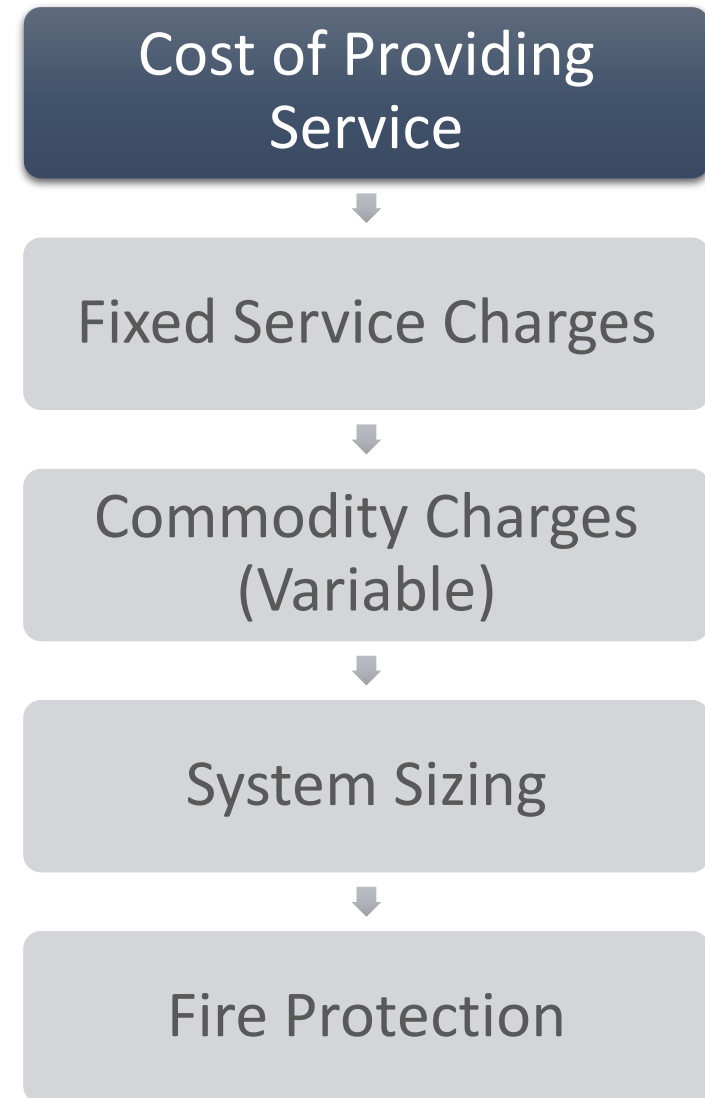 Cost of Providing
Service
Fixed Service Charges
Commodity Charges
(Variable)
System Sizing
Fire Protection